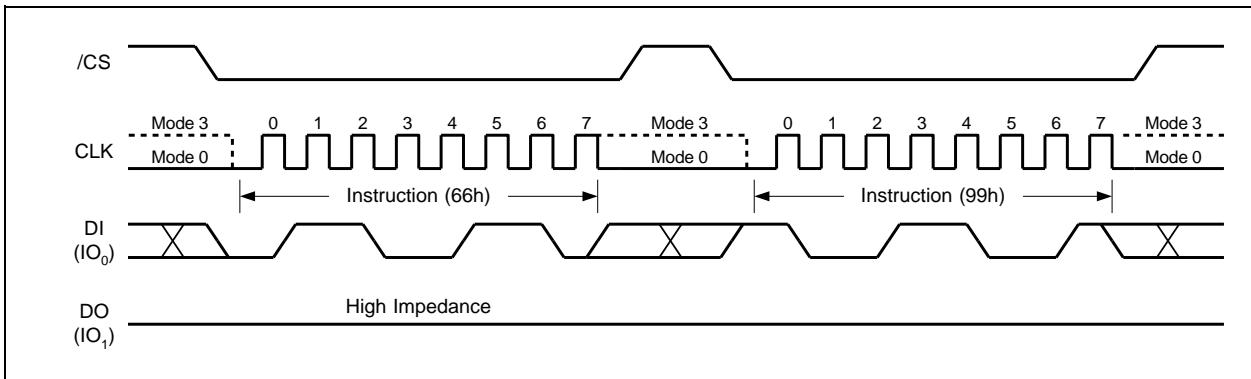 /CS
Mode 3 0 1 2 3 4 5 6 7 Mode 3 0 1 2 3 4 5 6 7 Mode 3
CLK Mode 0 Mode 0 Mode 0
Instruction (66h) Instruction (99h)
DI
(IO₀)
High Impedance
DO
(IO₁)